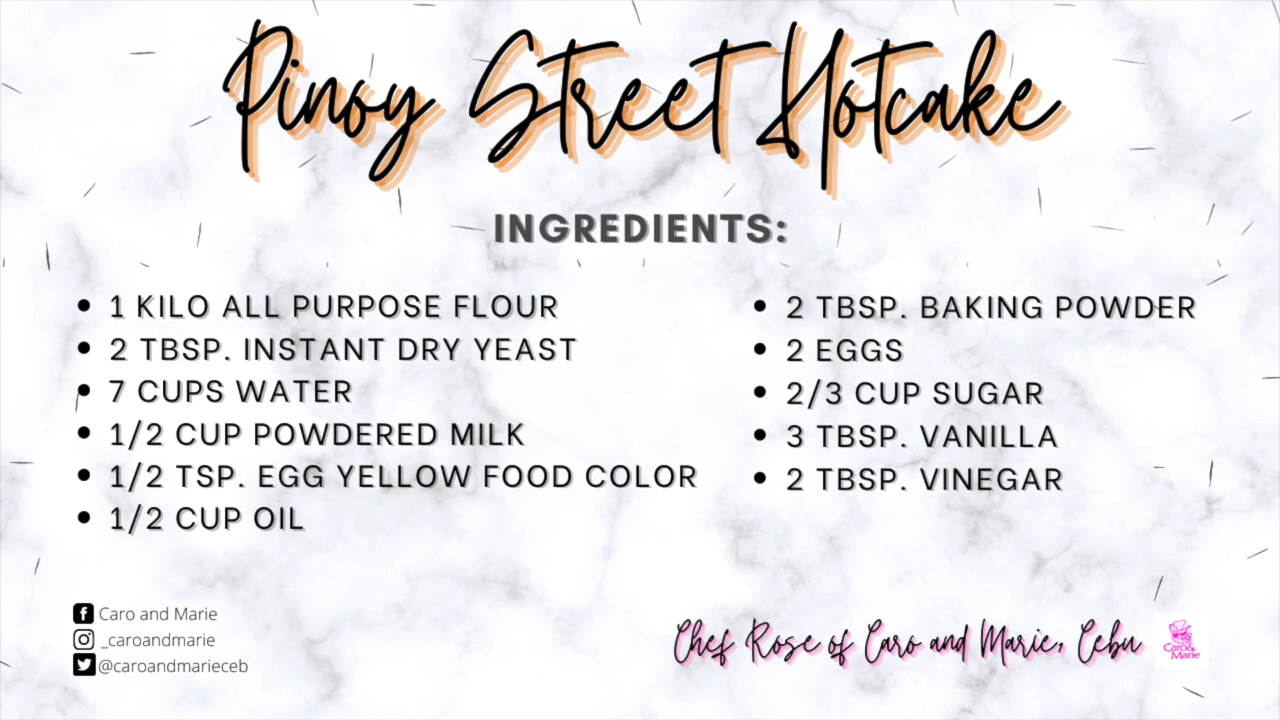 Pinoy Street Hotcake
INGREDIENTS:
• 1 KILO ALL PURPOSE FLOUR
• 2 TBSP. INSTANT DRY YEAST
• 7 CUPS WATER
• 1/2 CUP POWDERED MILK
• 1/2 TSP. EGG YELLOW FOOD COLOR
• 1/2 CUP OIL
• 2 TBSP. BAKING POWDER
• 2 EGGS
• 2/3 CUP SUGAR
• 3 TBSP. VANILLA
• 2 TBSP. VINEGAR
Caro and Marie
_caroandmarie
@caroandmarieceb
Chef Rose of Caro and Marie, Cebu
Caro&
Marie